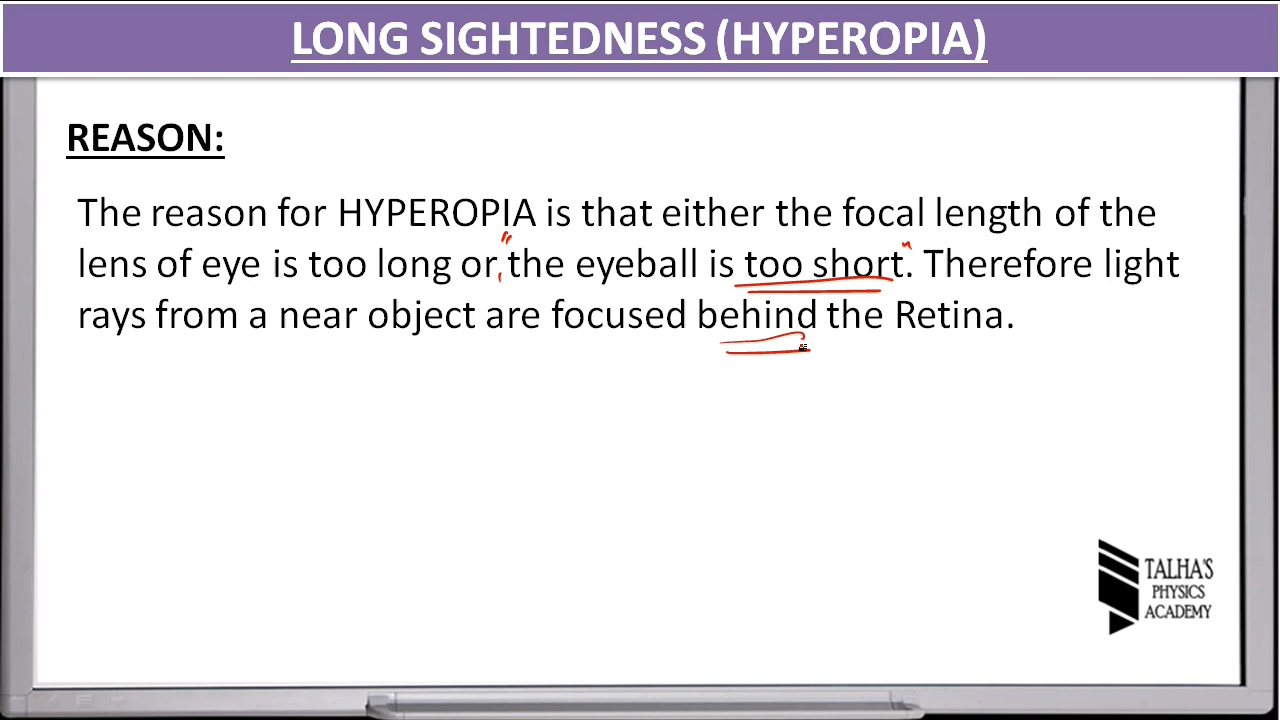 LONG SIGHTEDNESS (HYPEROPIA)
REASON:
The reason for HYPEROPIA is that either the focal length of the
lens of eye is too long or the eyeball is too short. Therefore light
rays from a near object are focused behind the Retina.
TALHA'S
PHYSICS
ACADEMY